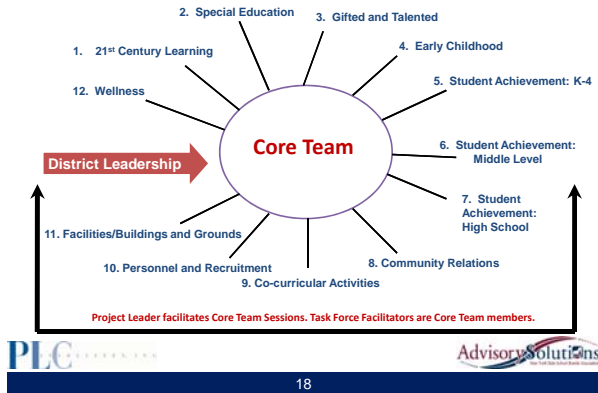 2. Special Education
3. Gifted and Talented
1. 21st Century Learning
4. Early Childhood
5. Student Achievement: K-4
12. Wellness
Core Team
6. Student Achievement:
Middle Level
District Leadership
7. Student
Achievement:
High School
11. Facilities/Buildings and Grounds
8. Community Relations
10. Personnel and Recruitment
9. Co-curricular Activities
Project Leader facilitates Core Team Sessions. Task Force Facilitators are Core Team members.
PLC
AdvisorySolutions
18